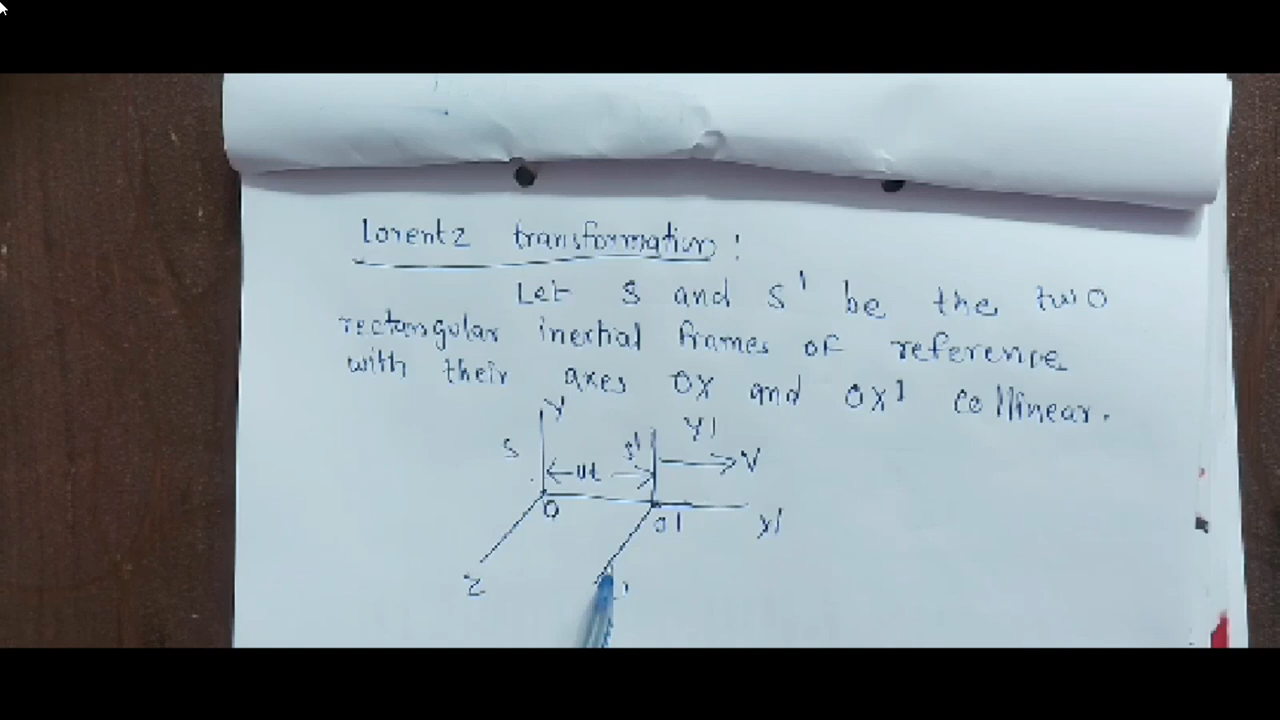 Lorentz transformation:
Let S and S' be the two
rectangular inertial frames of reference
with their axes OX and OX' collinear.
Y
S S' Y'
vt V
O O' X'
Z